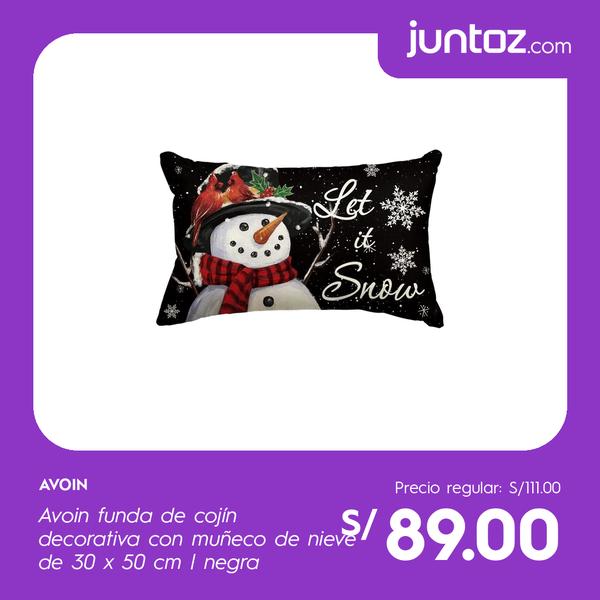 juntoz.com
Let
it
Snow
AVOIN
Avoin funda de cojín
decorativa con muñeco de nieve
de 30 x 50 cm | negra
Precio regular: S/111.00
S/ 89.00